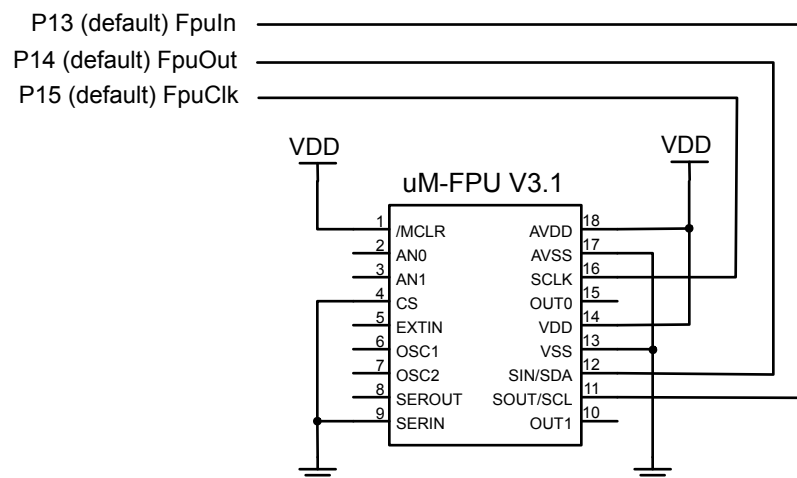 P13 (default) FpuIn
P14 (default) FpuOut
P15 (default) FpuClk
VDD
VDD
uM-FPU V3.1
1 /MCLR AVDD 18
2 AN0 AVSS 17
3 AN1 SCLK 16
4 CS OUT0 15
5 EXTIN VDD 14
6 OSC1 VSS 13
7 OSC2 SIN/SDA 12
8 SEROUT SOUT/SCL 11
9 SERIN OUT1 10